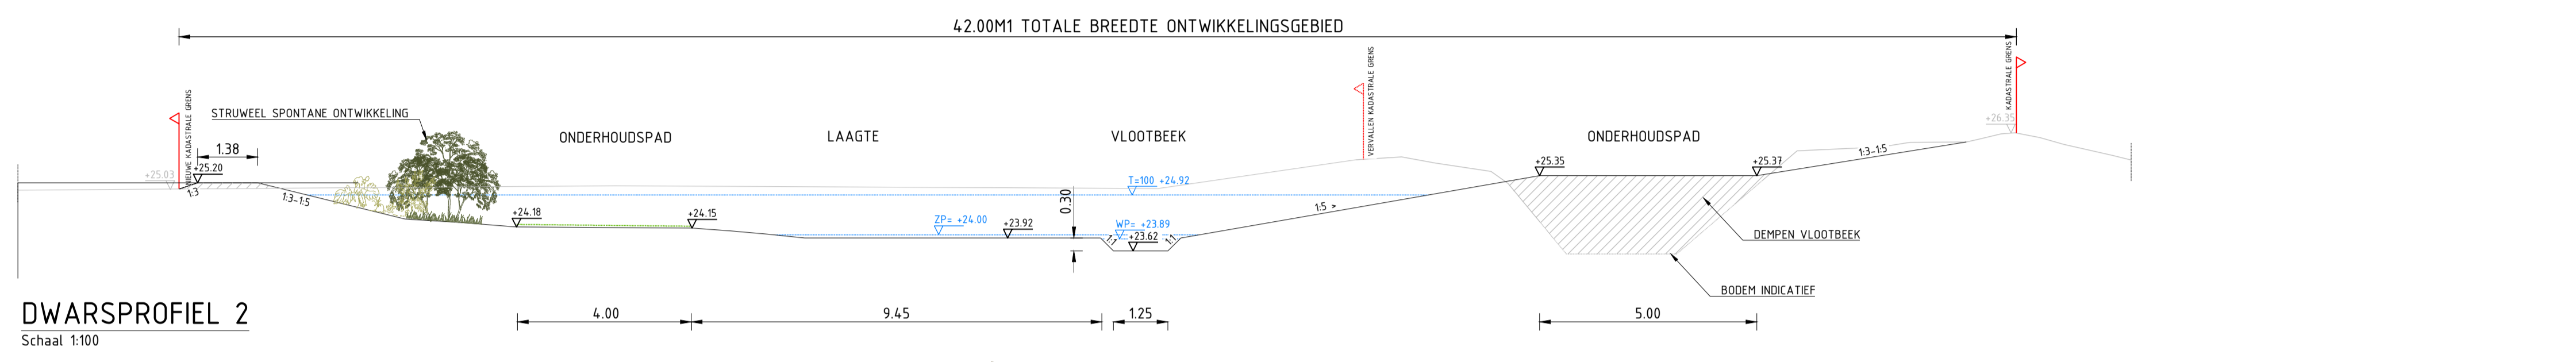 42.00M1 TOTALE BREEDTE ONTWIKKELINGSGEBIED
NIEUWE KADASTRALE GRENS
VERVALLEN KADASTRALE GRENS
KADASTRALE GRENS
STRUWEEL SPONTANE ONTWIKKELING
ONDERHOUDSPAD
LAAGTE
VLOOTBEEK
ONDERHOUDSPAD
+26.35
1.38
+25.03
+25.20
1:3
1:3-1:5
+24.18
+24.15
ZP= +24.00
+23.92
0.30
T=100 +24.92
WP= +23.89
+23.62
1:1
1:1
1:5 >
+25.35
+25.37
1:3-1:5
DEMPEN VLOOTBEEK
BODEM INDICATIEF
4.00
9.45
1.25
5.00
DWARSPROFIEL 2
Schaal 1:100